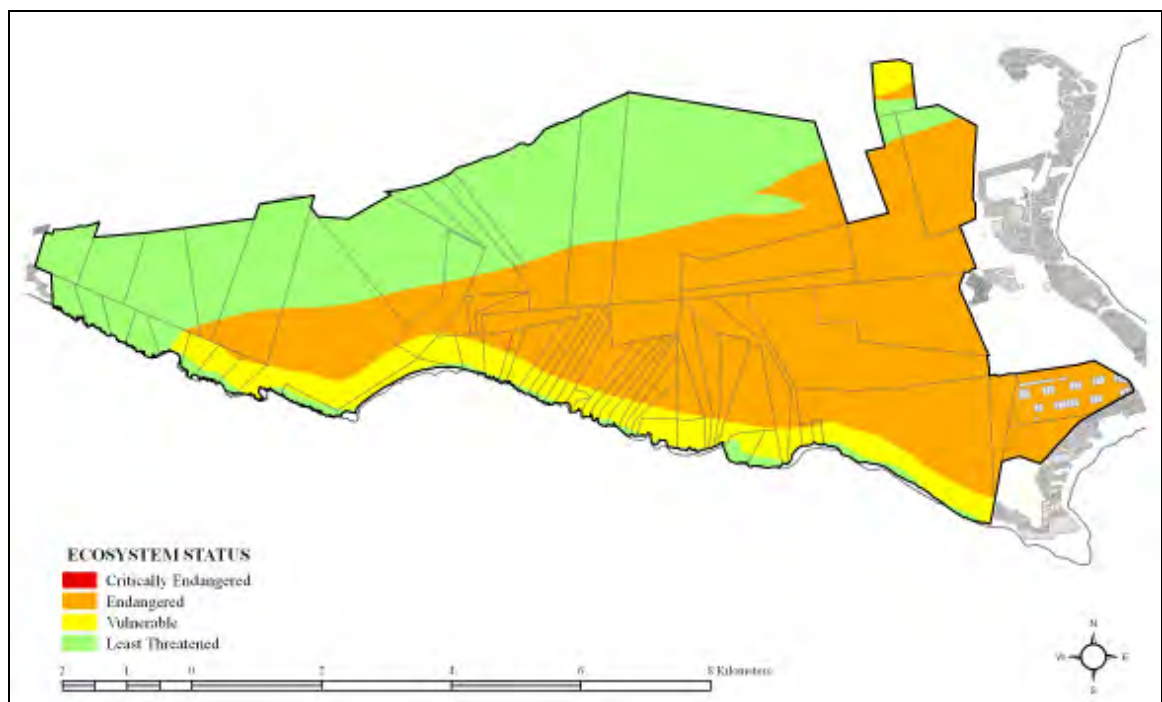 ECOSYSTEM STATUS
Critically Endangered
Endangered
Vulnerable
Least Threatened
2 1 0 2 4 6 8 Kilometers
N
W E
S